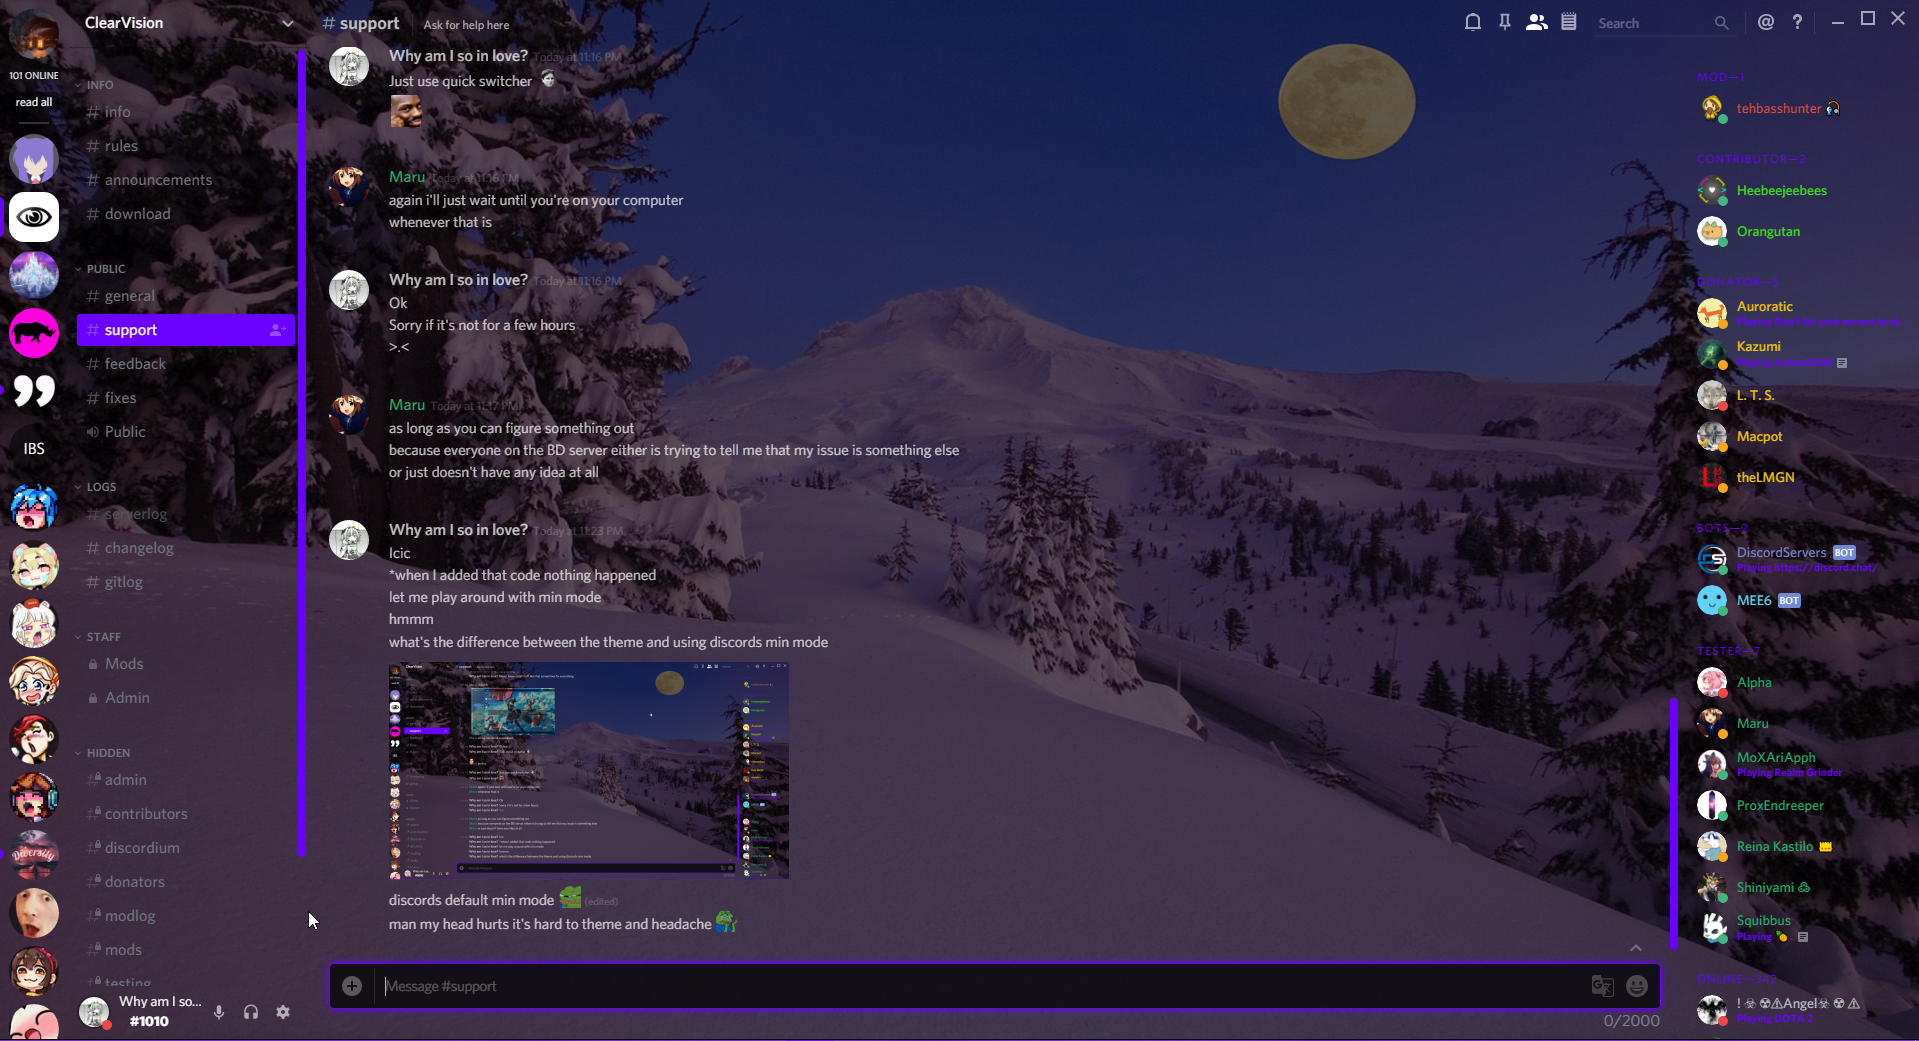 ClearVision
101 ONLINE
read all
IBS
Diversity
INFO
info
rules
announcements
download
PUBLIC
general
support
feedback
fixes
Public
LOGS
serverlog
changelog
gitlog
STAFF
Mods
Admin
HIDDEN
admin
contributors
discordium
donators
modlog
mods
testing
Why am I so...
#1010
# support
Ask for help here
Search
Why am I so in love? Today at 11:16 PM
Just use quick switcher
Maru Today at 11:16 PM
again i'll just wait until you're on your computer
whenever that is
Why am I so in love? Today at 11:16 PM
Ok
Sorry if it's not for a few hours
>.<
Maru Today at 11:17 PM
as long as you can figure something out
because everyone on the BD server either is trying to tell me that my issue is something else
or just doesn't have any idea at all
Why am I so in love? Today at 11:23 PM
Icic
*when I added that code nothing happened
let me play around with min mode
hmmm
what's the difference between the theme and using discords min mode
discords default min mode (edited)
man my head hurts it's hard to theme and headache
Message #support
0/2000
MOD—1
tehbasshunter
CONTRIBUTOR—2
Heebeejeebees
Orangutan
DONATOR—5
Auroratic
Kazumi
L. T. S.
Macpot
theLMGN
BOTS—2
DiscordServers BOT
Playing https://discord.chat/
MEE6 BOT
TESTER—7
Alpha
Maru
MoXAriApph
Playing Realm Grinder
ProxEndreeper
Reina Kastilo
Shiniyami
Squibbus
Playing
ONLINE—342
! ☠ ☢⚠Angel☠ ☢ ⚠
Playing DOTA 2